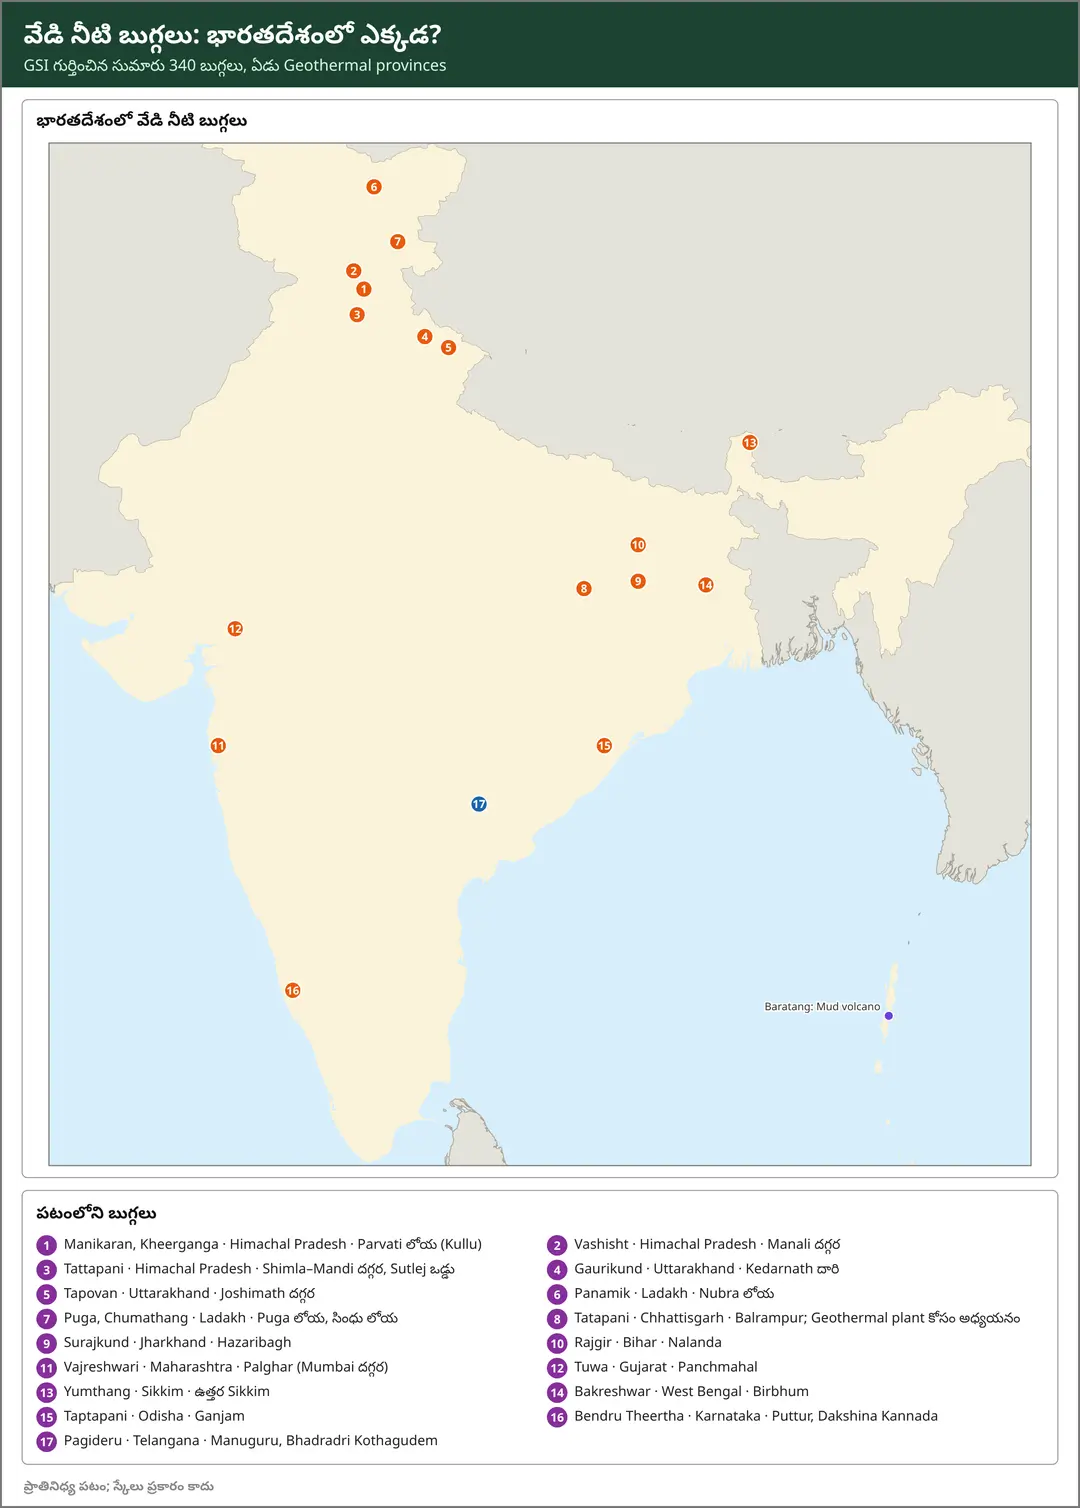 వేడి నీటి బుగ్గలు: భారతదేశంలో ఎక్కడ?
GSI గుర్తించిన సుమారు 340 బుగ్గలు, ఏడు Geothermal provinces
భారతదేశంలో వేడి నీటి బుగ్గలు
6
7
2
1
3
4
5
13
10
9
8
14
12
11
15
17
16
Baratang: Mud volcano
పటంలోని బుగ్గలు
1 Manikaran, Kheerganga · Himachal Pradesh · Parvati లోయ (Kullu)
2 Vashisht · Himachal Pradesh · Manali దగ్గర
3 Tattapani · Himachal Pradesh · Shimla–Mandi దగ్గర, Sutlej ఒడ్డు
4 Gaurikund · Uttarakhand · Kedarnath దారి
5 Tapovan · Uttarakhand · Joshimath దగ్గర
6 Panamik · Ladakh · Nubra లోయ
7 Puga, Chumathang · Ladakh · Puga లోయ, సింధు లోయ
8 Tatapani · Chhattisgarh · Balrampur; Geothermal plant కోసం అధ్యయనం
9 Surajkund · Jharkhand · Hazaribagh
10 Rajgir · Bihar · Nalanda
11 Vajreshwari · Maharashtra · Palghar (Mumbai దగ్గర)
12 Tuwa · Gujarat · Panchmahal
13 Yumthang · Sikkim · ఉత్తర Sikkim
14 Bakreshwar · West Bengal · Birbhum
15 Taptapani · Odisha · Ganjam
16 Bendru Theertha · Karnataka · Puttur, Dakshina Kannada
17 Pagideru · Telangana · Manuguru, Bhadradri Kothagudem
ప్రాతినిధ్య పటం; స్కేలు ప్రకారం కాదు